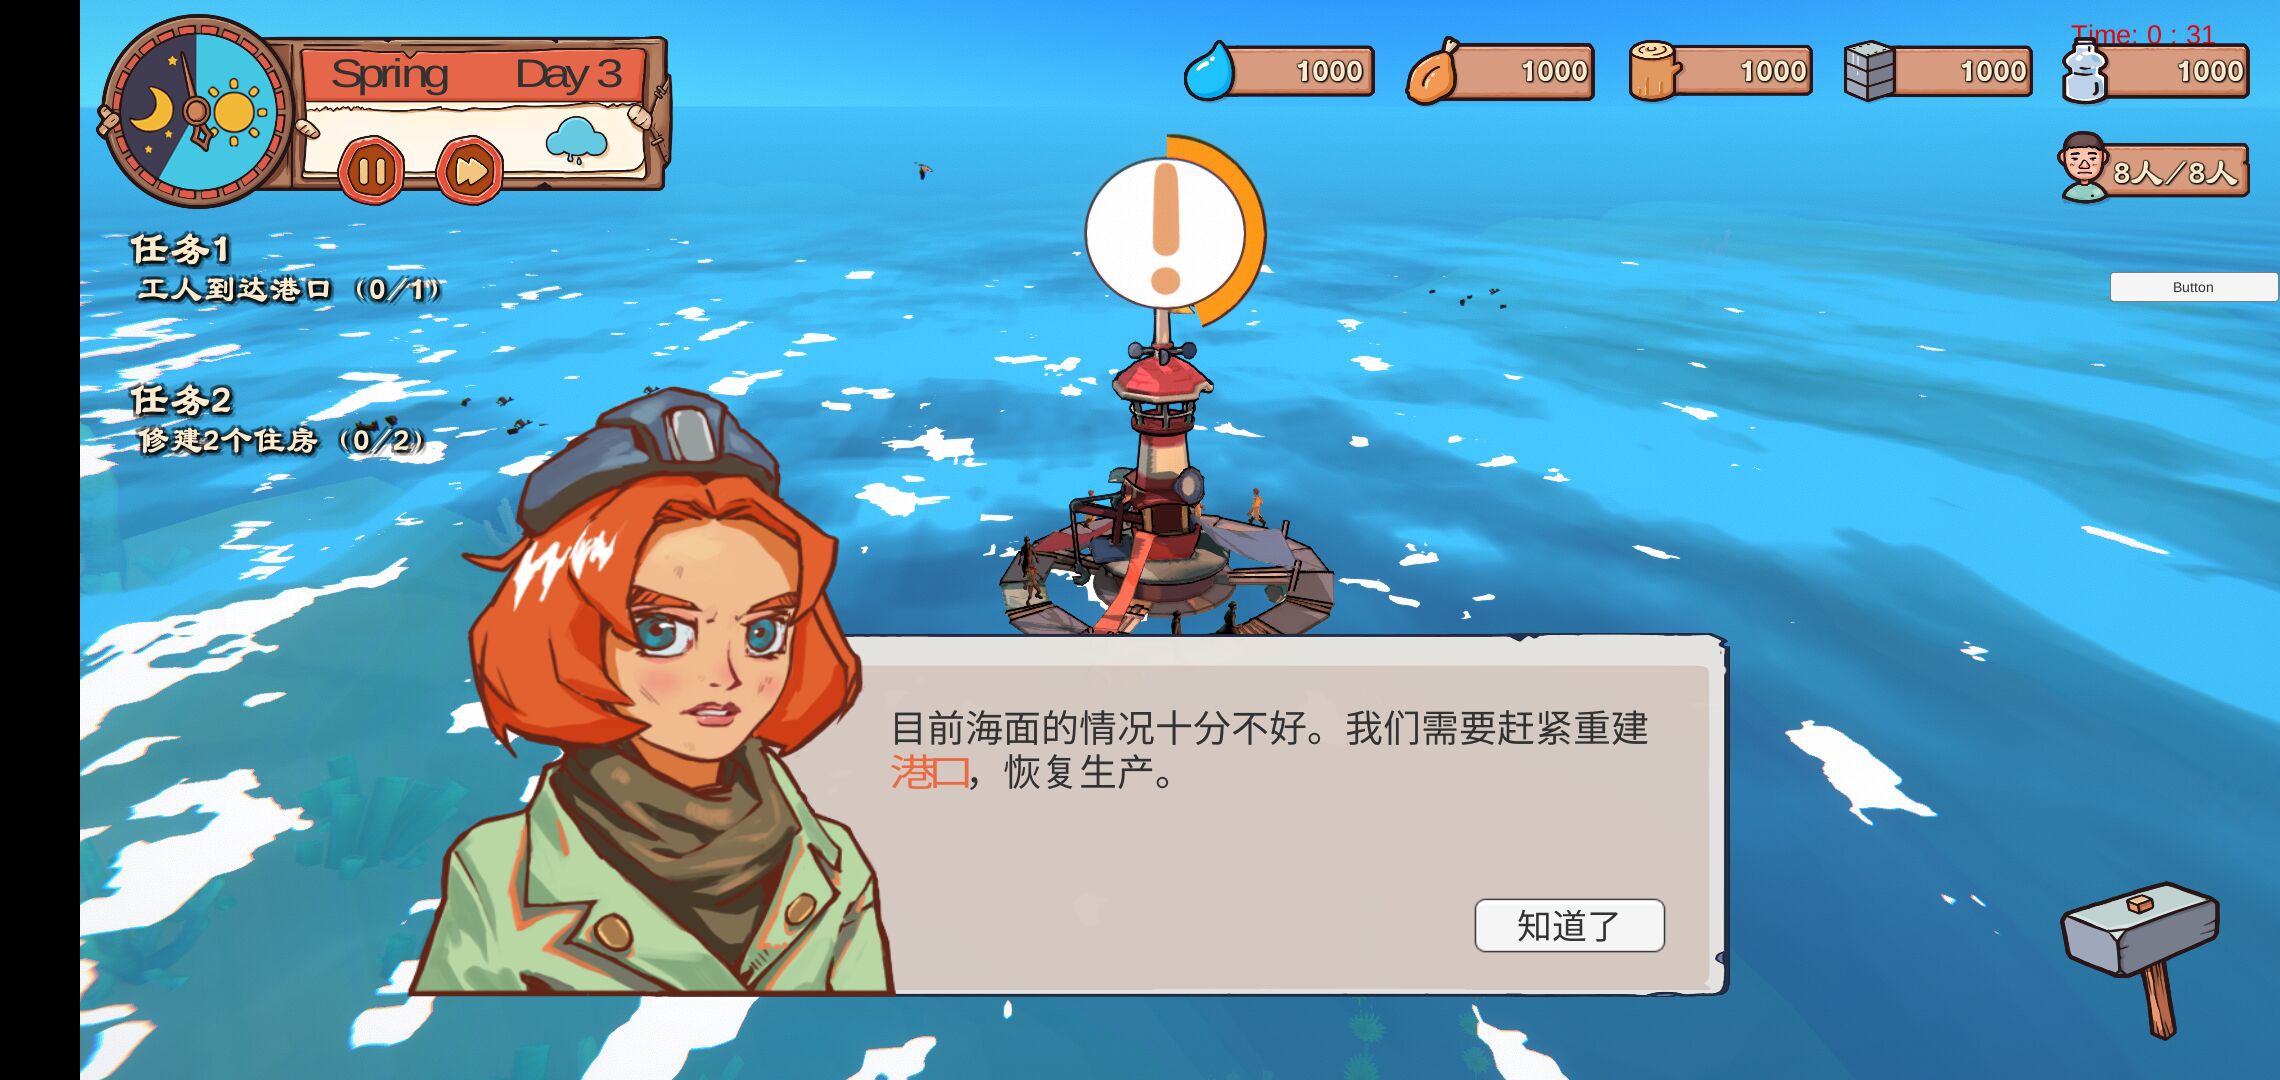 Spring Day 3
1000 1000 1000 1000 1000
Time: 0 : 31
8人/8人
Button
任务1
工人到达港口（0/1）
任务2
修建2个住房（0/2）
目前海面的情况十分不好。我们需要赶紧重建
港口，恢复生产。
知道了